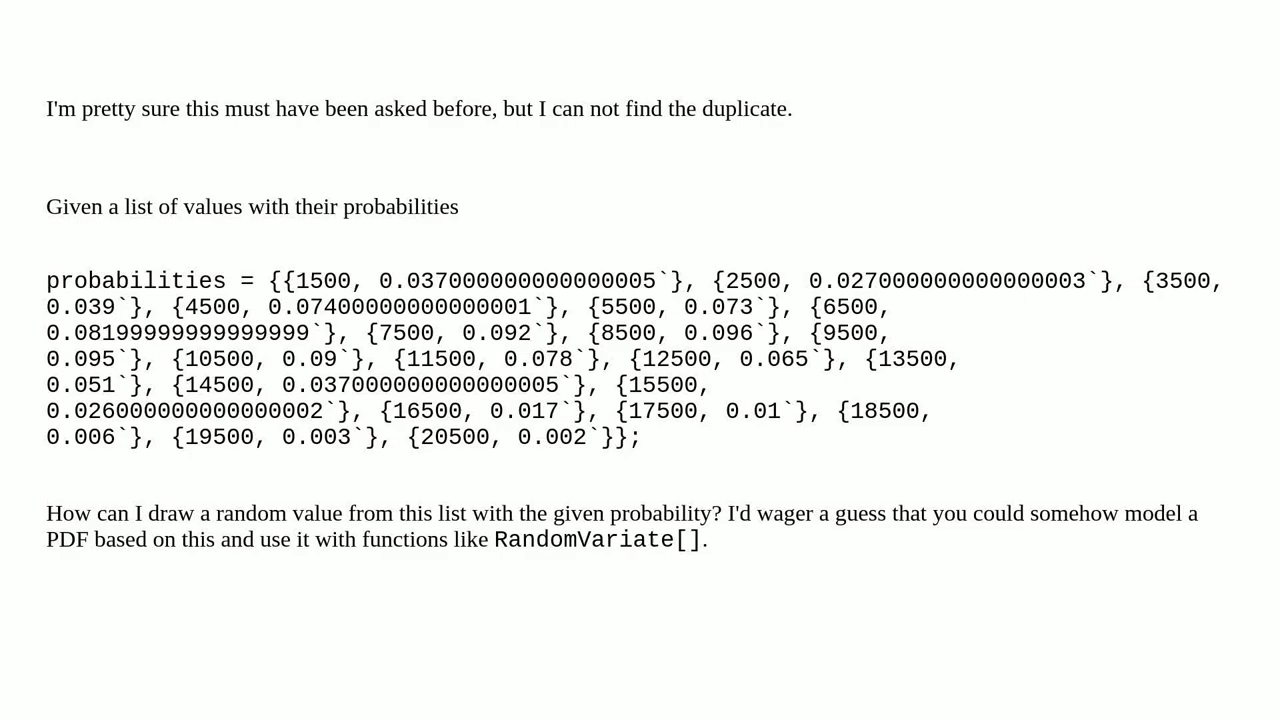 I'm pretty sure this must have been asked before, but I can not find the duplicate.
Given a list of values with their probabilities
probabilities = {{1500, 0.037000000000000005`}, {2500, 0.027000000000000003`}, {3500,
0.039`}, {4500, 0.07400000000000001`}, {5500, 0.073`}, {6500,
0.08199999999999999`}, {7500, 0.092`}, {8500, 0.096`}, {9500,
0.095`}, {10500, 0.09`}, {11500, 0.078`}, {12500, 0.065`}, {13500,
0.051`}, {14500, 0.037000000000000005`}, {15500,
0.026000000000000002`}, {16500, 0.017`}, {17500, 0.01`}, {18500,
0.006`}, {19500, 0.003`}, {20500, 0.002`}};
How can I draw a random value from this list with the given probability? I'd wager a guess that you could somehow model a
PDF based on this and use it with functions like RandomVariate[].